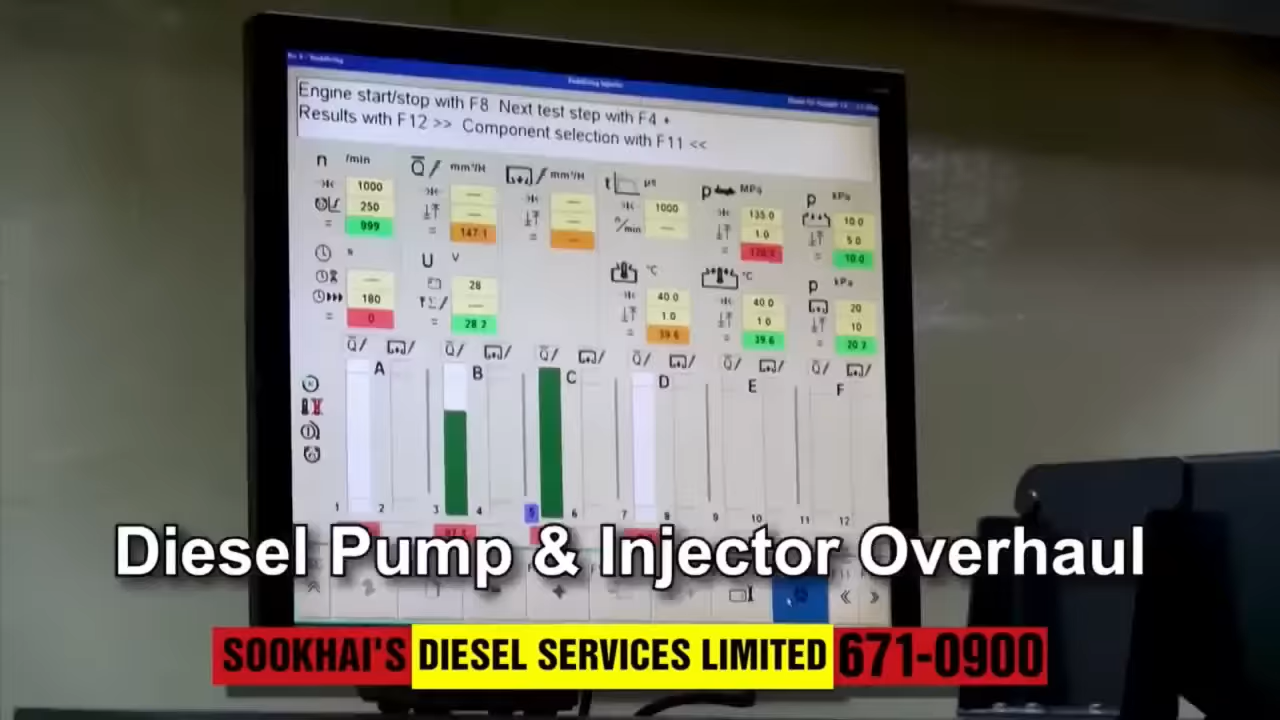 Engine start/stop with F8 Next test step with F4 +
Results with F12 >> Component selection with F11 <<
n /min
1000
250
999
Q / mm³/H
147.1
mm³/H
t µs
1000
n/min
P MPa
135.0
1.0
P kPa
10.0
5.0
10.0
s
180
0
U V
28
28.2
°C
40.0
1.0
39.6
°C
40.0
1.0
39.6
P kPa
20
10
20.2
Q/ Q/ Q/ Q/ Q/ Q/
A B C D E F
1 2 3 4 5 6 7 8 9 10 11 12
Diesel Pump & Injector Overhaul
SOOKHAI'S DIESEL SERVICES LIMITED 671-0900